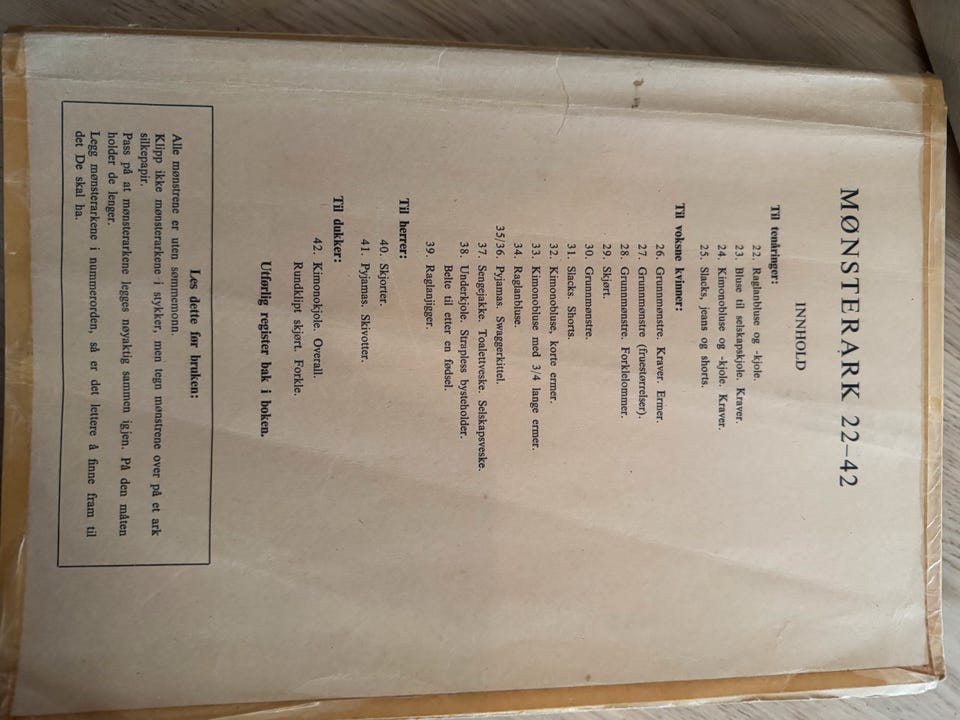 MØNSTERARK 22–42
INNHOLD
Til tenåringer:
22. Raglanbluse og -kjole.
23. Bluse til selskapskjole. Kraver.
24. Kimonobluse og -kjole. Kraver.
25. Slacks, jeans og shorts.
Til voksne kvinner:
26. Grunnmønstre. Kraver. Ermer.
27. Grunnmønstre (fruestørrelser).
28. Grunnmønstre. Forklelommer.
29. Skjørt.
30. Grunnmønstre.
31. Slacks. Shorts.
32. Kimonobluse, korte ermer.
33. Kimonobluse med 3/4 lange ermer.
34. Raglanbluse.
35/36. Pyjamas. Swaggerkittel.
37. Sengejakke. Toalettveske. Selskapsveske.
38. Underkjole. Strapless bysteholder.
Belte til etter en fødsel.
39. Raglanjigger.
Til herrer:
40. Skjorter.
41. Pyjamas. Skivotter.
Til dukker:
42. Kimonokjole. Overall.
Rundklipt skjørt. Forkle.
Utførlig register bak i boken.
Les dette før bruken:
Alle mønstrene er uten sømmemonn.
Klipp ikke mønsterarkene i stykker, men tegn mønstrene over på et ark
silkepapir.
Pass på at mønsterarkene legges nøyaktig sammen igjen. På den måten
holder de lenger.
Legg mønsterarkene i nummerorden, så er det lettere å finne fram til
det De skal ha.